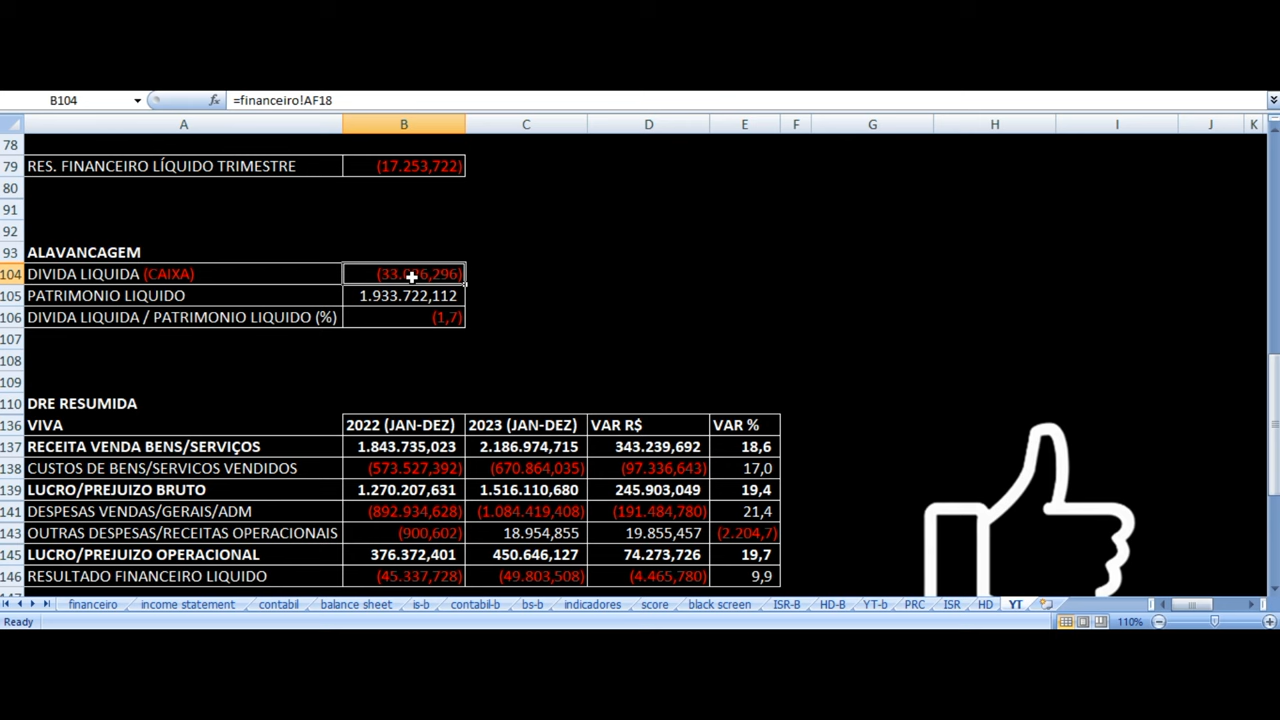 B104 fx =financeiro!AF18
A B C D E F G H I J K
78
79 RES. FINANCEIRO LÍQUIDO TRIMESTRE (17.253,722)
80
91
92
93 ALAVANCAGEM
104 DIVIDA LIQUIDA (CAIXA)
105 PATRIMONIO LIQUIDO 1.933.722,112
106 DIVIDA LIQUIDA / PATRIMONIO LIQUIDO (%) (1,7)
107
108
109
110 DRE RESUMIDA
136 VIVA 2022 (JAN-DEZ) 2023 (JAN-DEZ) VAR R$ VAR %
137 RECEITA VENDA BENS/SERVIÇOS 1.843.735,023 2.186.974,715 343.239,692 18,6
138 CUSTOS DE BENS/SERVICOS VENDIDOS (573.527,392) (670.864,035) (97.336,643) 17,0
139 LUCRO/PREJUIZO BRUTO 1.270.207,631 1.516.110,680 245.903,049 19,4
141 DESPESAS VENDAS/GERAIS/ADM (892.934,628) (1.084.419,408) (191.484,780) 21,4
143 OUTRAS DESPESAS/RECEITAS OPERACIONAIS (900,602) 18.954,855 19.855,457 (2.204,7)
145 LUCRO/PREJUIZO OPERACIONAL 376.372,401 450.646,127 74.273,726 19,7
146 RESULTADO FINANCEIRO LIQUIDO (45.337,728) (49.803,508) (4.465,780) 9,9
financeiro income statement contabil balance sheet is-b contabil-b bs-b indicadores score black screen ISR-B HD-B YT-b PRC ISR HD YT
Ready 110%